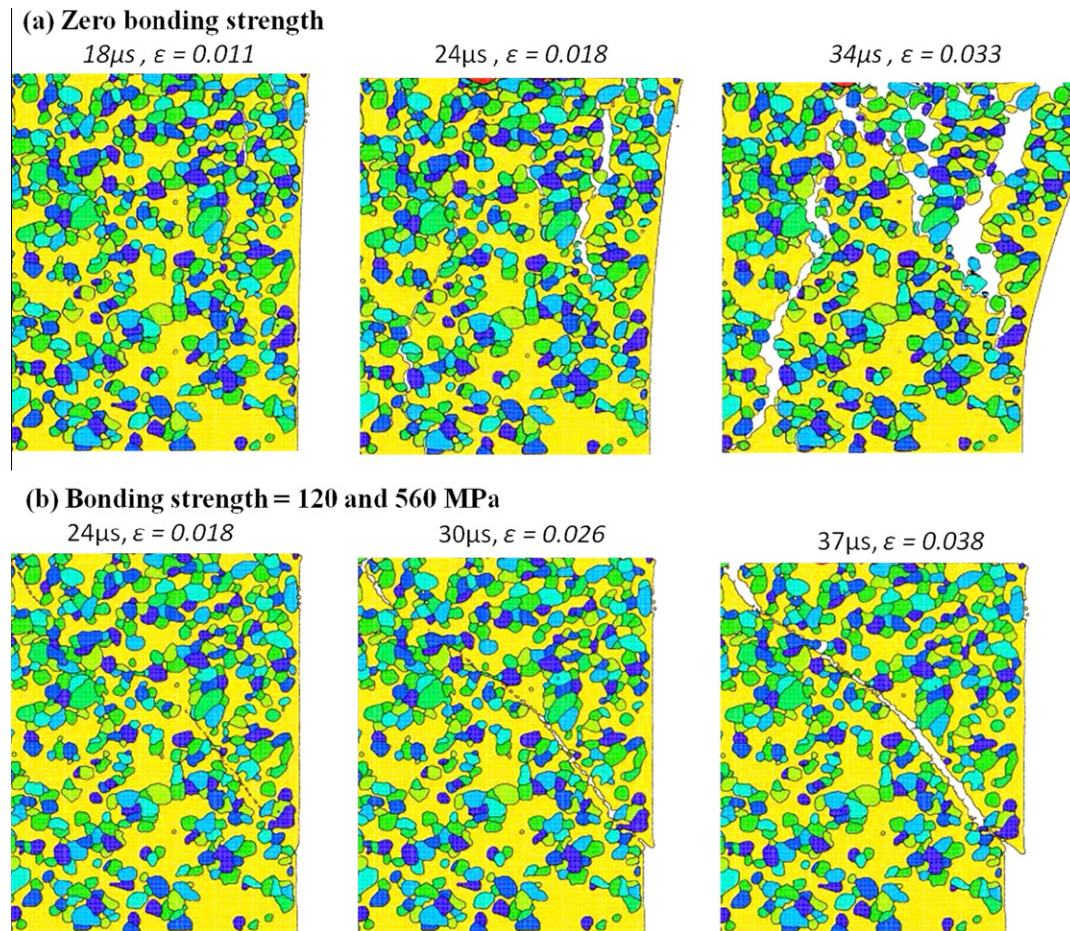 (a) Zero bonding strength
18μs , ε = 0.011 24μs , ε = 0.018 34μs , ε = 0.033
(b) Bonding strength = 120 and 560 MPa
24μs, ε = 0.018 30μs, ε = 0.026 37μs, ε = 0.038